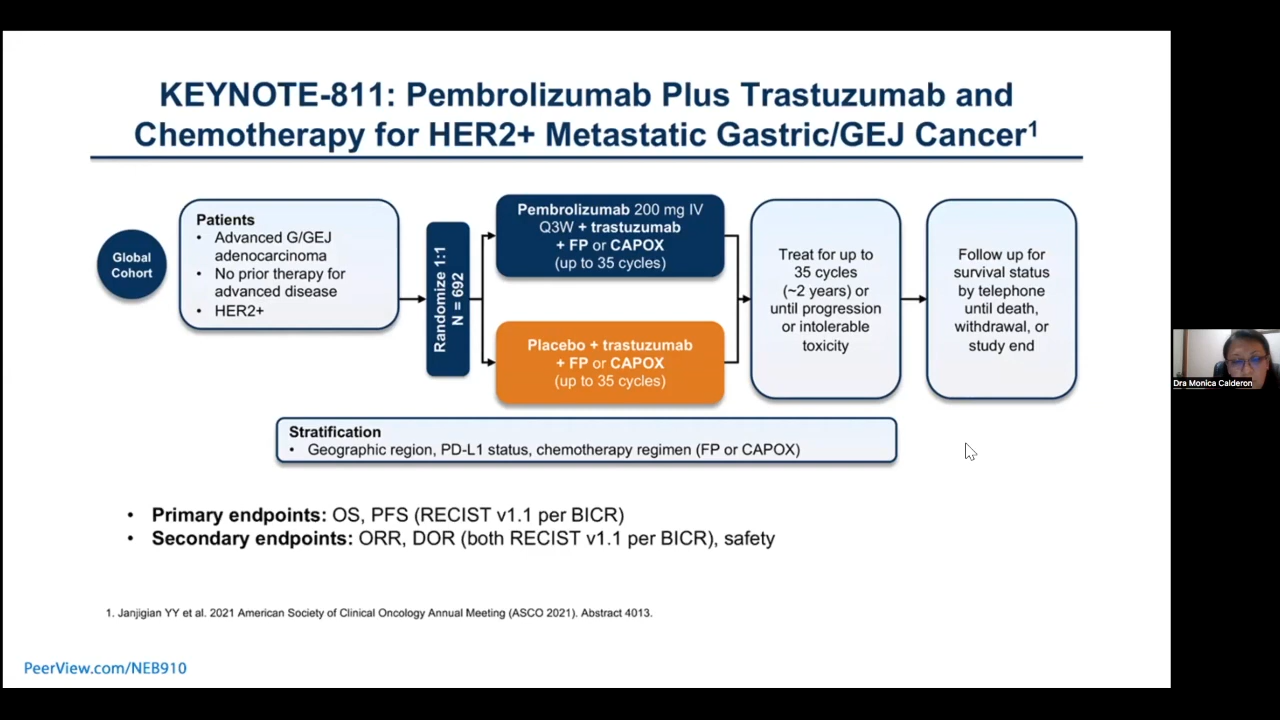 KEYNOTE-811: Pembrolizumab Plus Trastuzumab and
Chemotherapy for HER2+ Metastatic Gastric/GEJ Cancer¹
Global
Cohort
Patients
• Advanced G/GEJ
adenocarcinoma
• No prior therapy for
advanced disease
• HER2+
Randomize 1:1
N = 692
Pembrolizumab 200 mg IV
Q3W + trastuzumab
+ FP or CAPOX
(up to 35 cycles)
Placebo + trastuzumab
+ FP or CAPOX
(up to 35 cycles)
Treat for up to
35 cycles
(~2 years) or
until progression
or intolerable
toxicity
Follow up for
survival status
by telephone
until death,
withdrawal, or
study end
Stratification
• Geographic region, PD-L1 status, chemotherapy regimen (FP or CAPOX)
• Primary endpoints: OS, PFS (RECIST v1.1 per BICR)
• Secondary endpoints: ORR, DOR (both RECIST v1.1 per BICR), safety
1. Janjigian YY et al. 2021 American Society of Clinical Oncology Annual Meeting (ASCO 2021). Abstract 4013.
PeerView.com/NEB910
Dra Monica Calderon